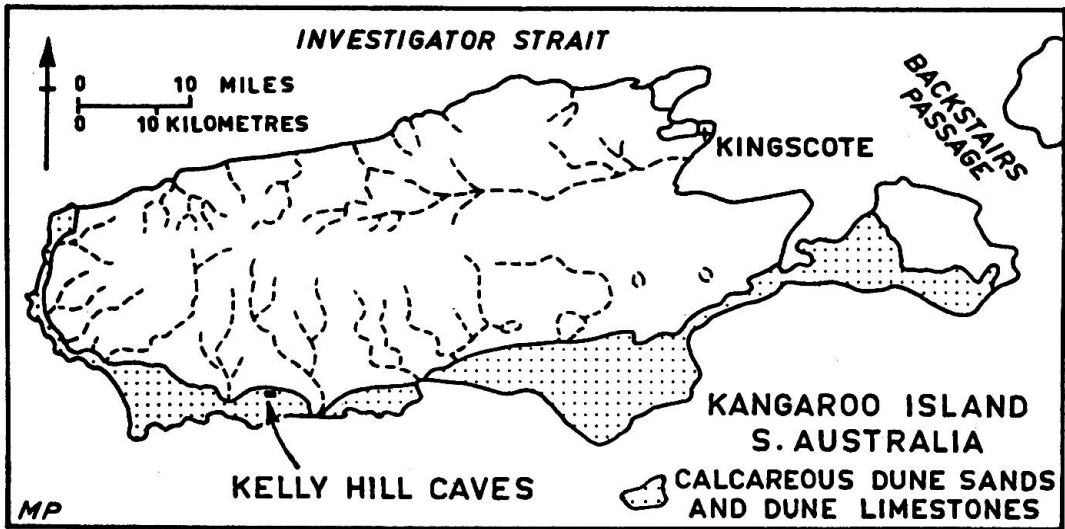 INVESTIGATOR STRAIT
0 10 MILES
0 10 KILOMETRES
BACKSTAIRS
PASSAGE
KINGSCOTE
KANGAROO ISLAND
S. AUSTRALIA
KELLY HILL CAVES
CALCAREOUS DUNE SANDS
AND DUNE LIMESTONES
MP